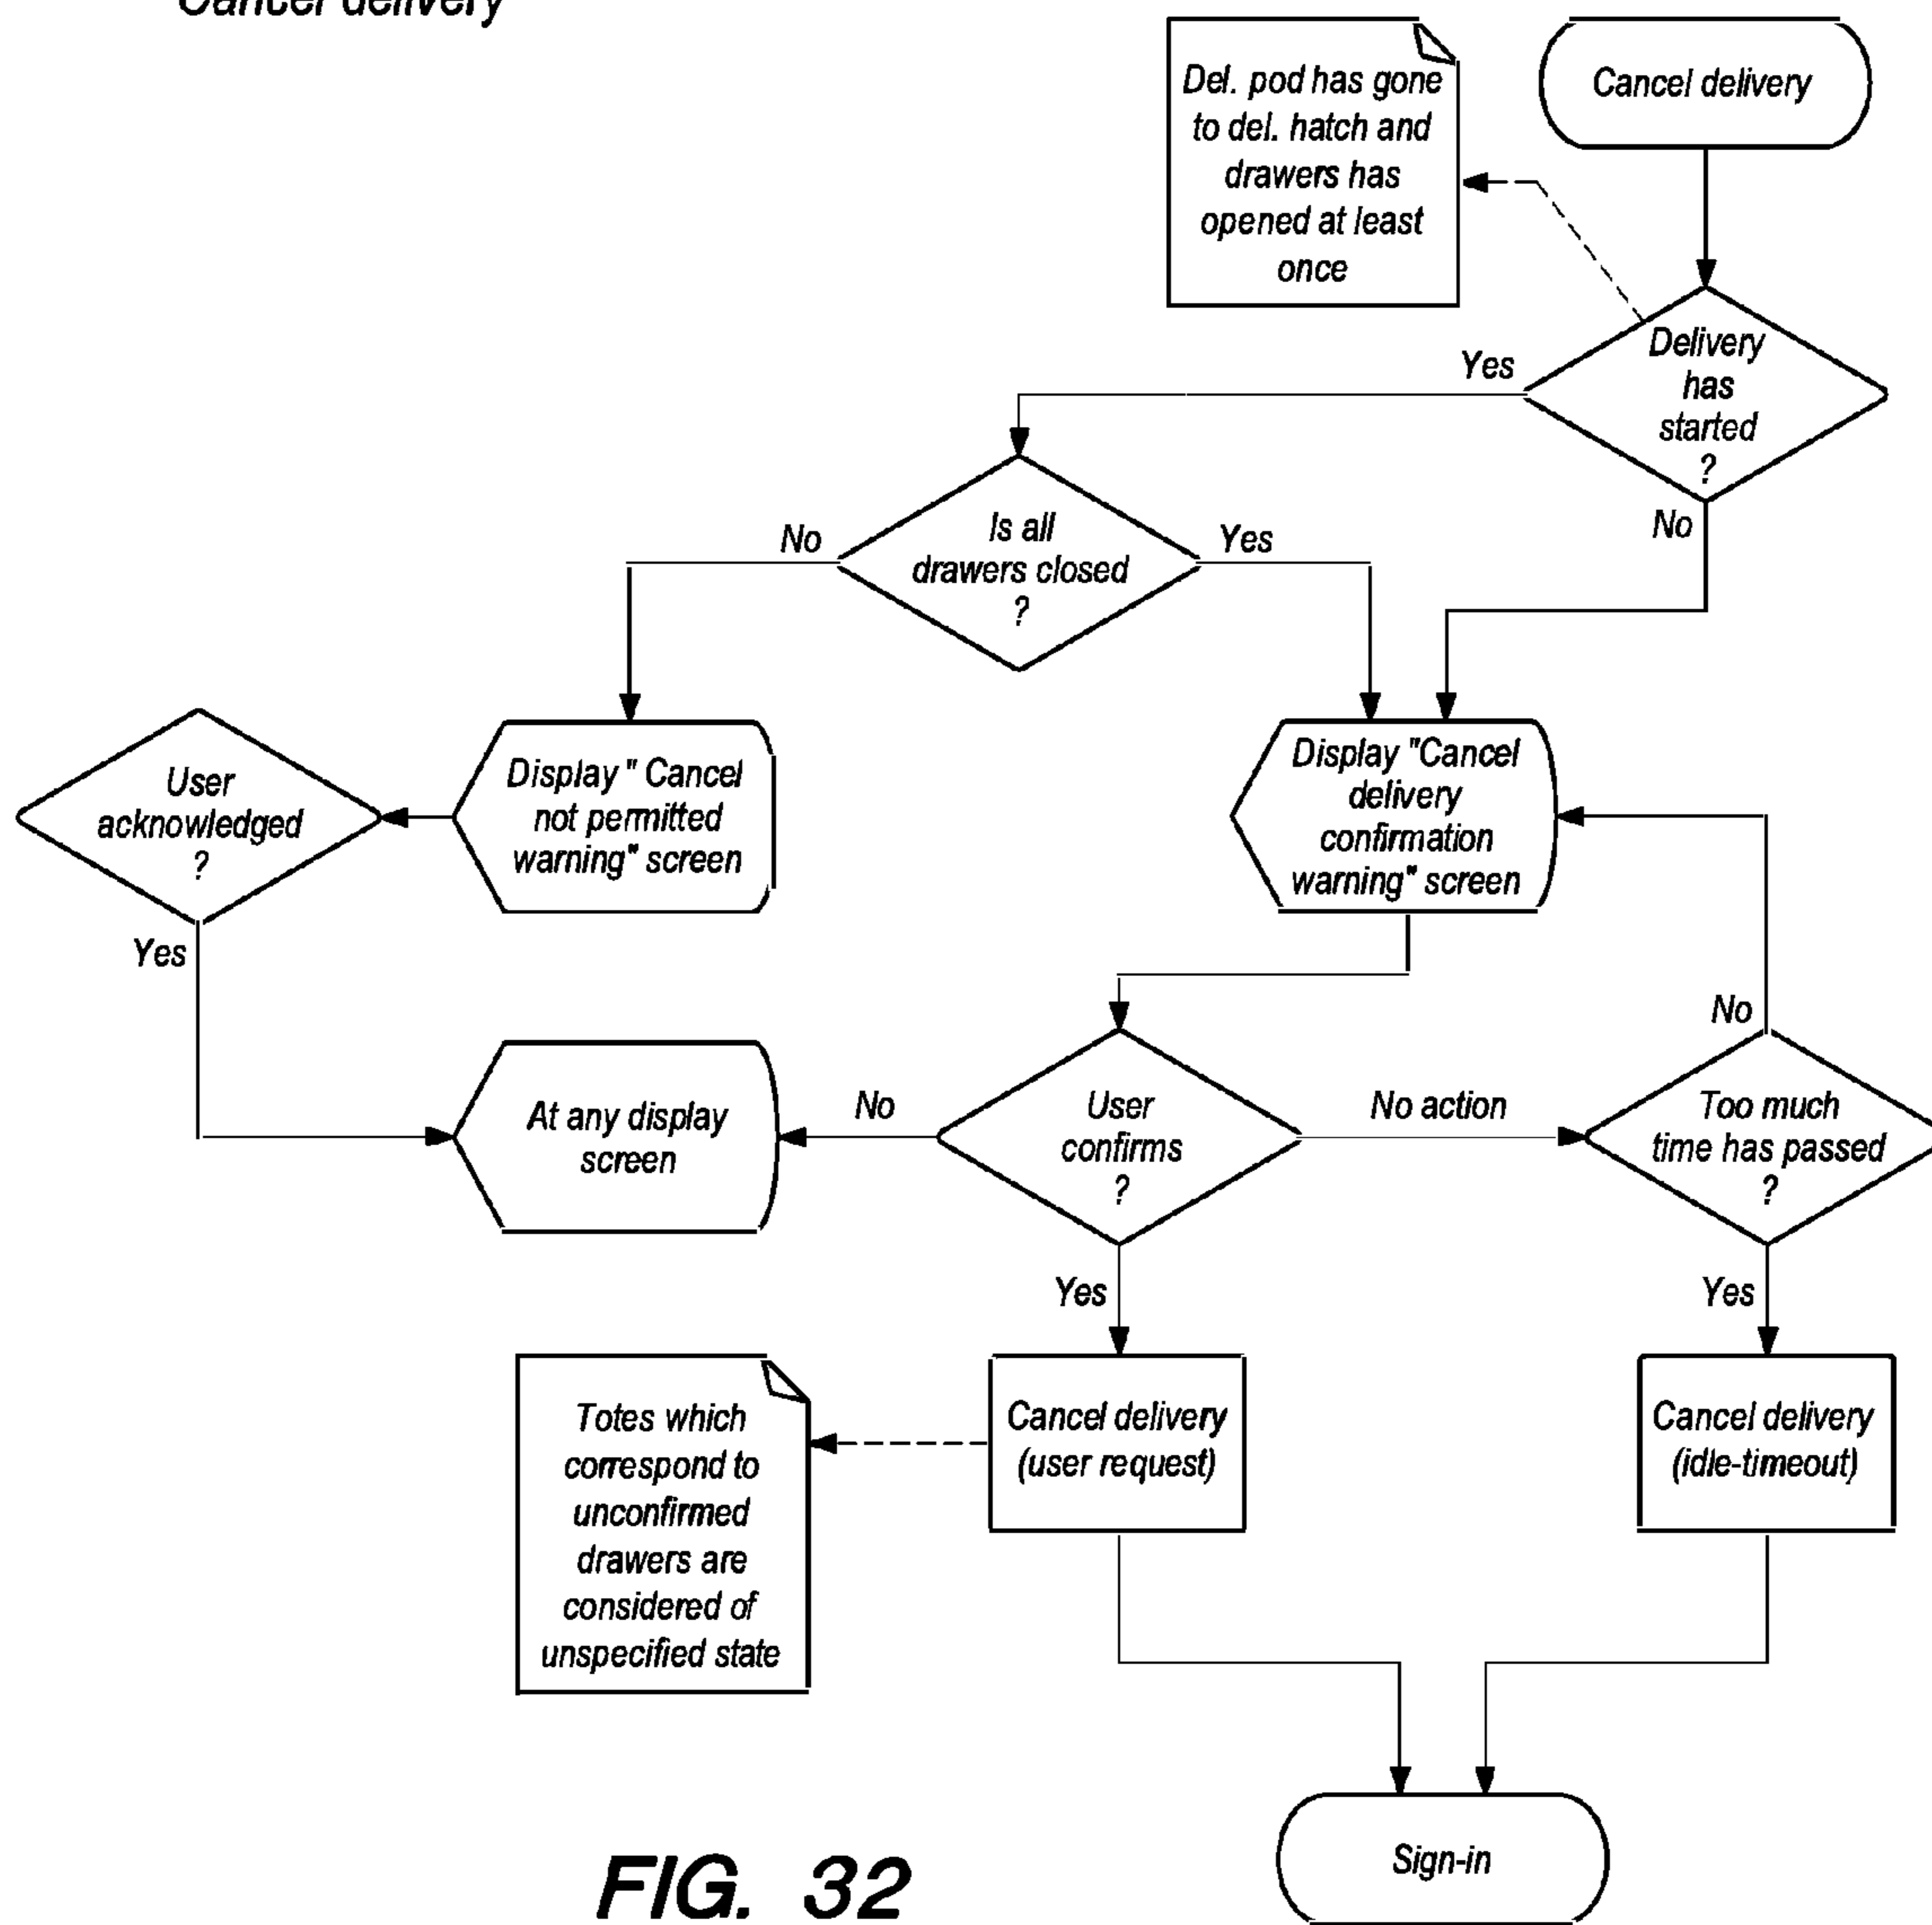 Cancel delivery
Del. pod has gone
to del. hatch and
drawers has
opened at least
once
Cancel delivery
Delivery
has
started
?
Yes
No
Is all
drawers closed
?
No
Yes
User
acknowledged
?
Yes
Display " Cancel
not permitted
warning" screen
Display "Cancel
delivery
confirmation
warning" screen
At any display
screen
No
User
confirms
?
No action
Too much
time has passed
?
No
Yes
Yes
Totes which
correspond to
unconfirmed
drawers are
considered of
unspecified state
Cancel delivery
(user request)
Cancel delivery
(idle-timeout)
Sign-in
FIG. 32